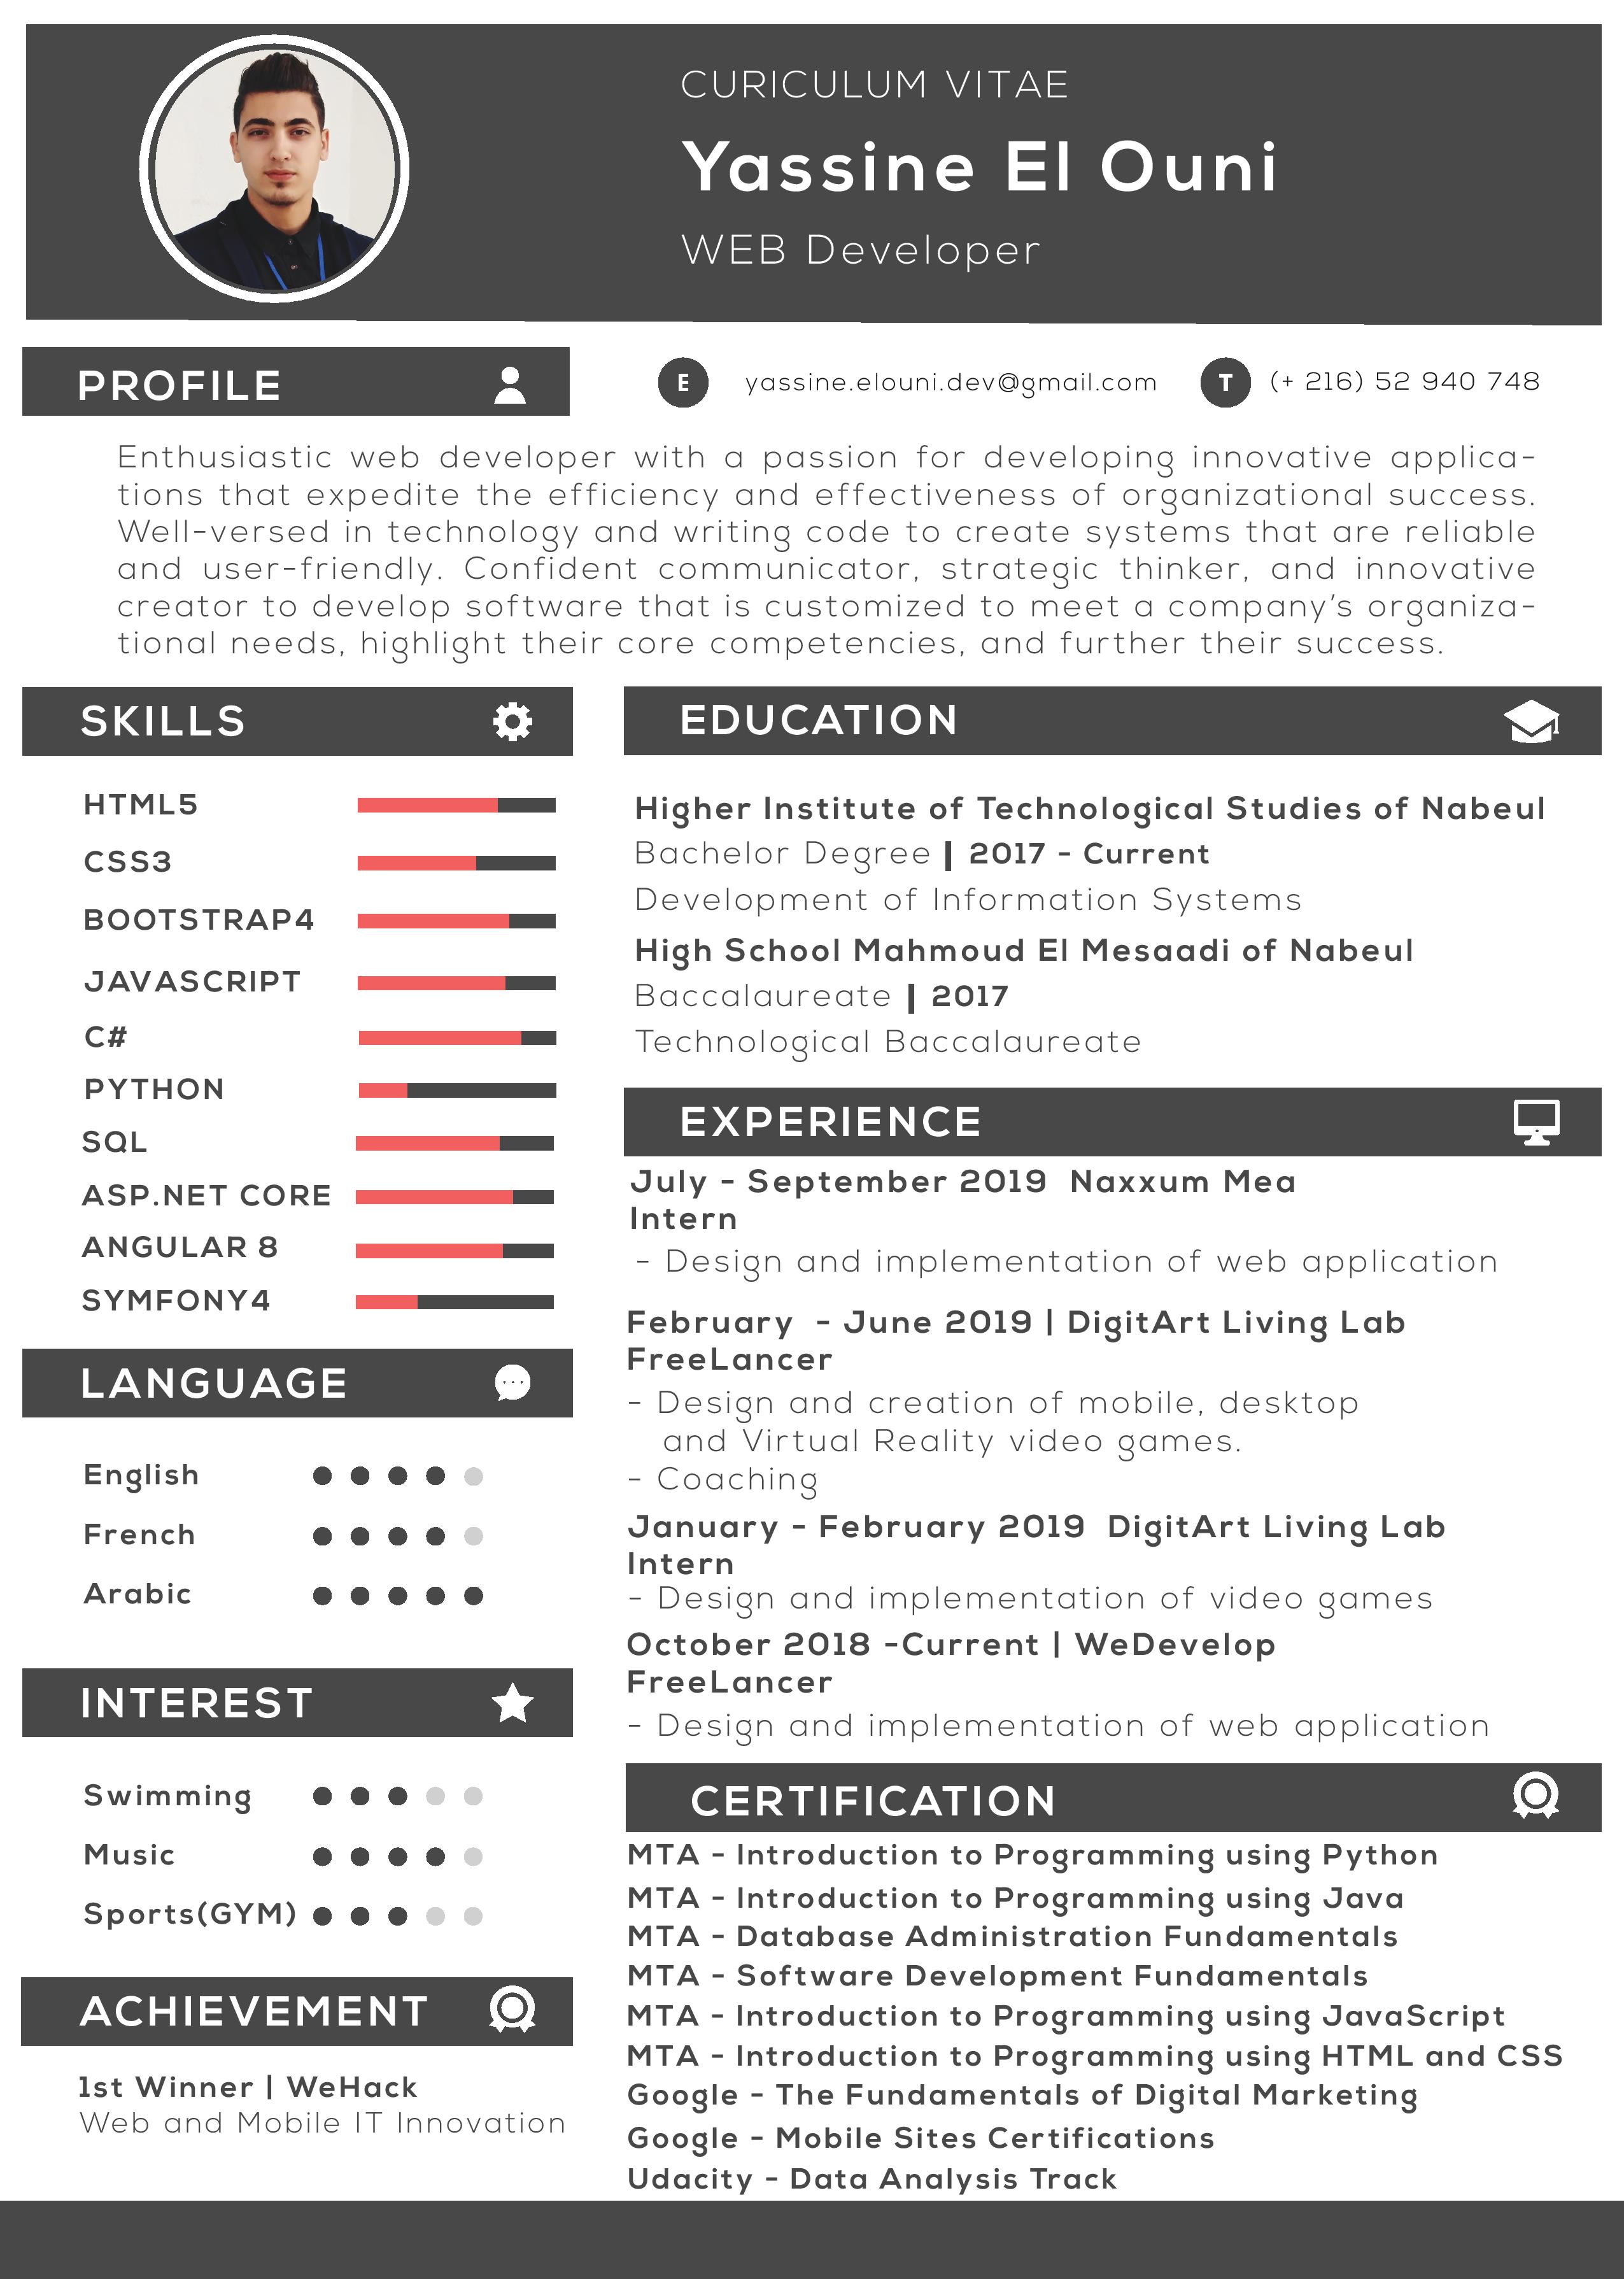 CURICULUM VITAE
Yassine El Ouni
WEB Developer
PROFILE
E yassine.elouni.dev@gmail.com T (+ 216) 52 940 748
Enthusiastic web developer with a passion for developing innovative applica-
tions that expedite the efficiency and effectiveness of organizational success.
Well-versed in technology and writing code to create systems that are reliable
and user-friendly. Confident communicator, strategic thinker, and innovative
creator to develop software that is customized to meet a company’s organiza-
tional needs, highlight their core competencies, and further their success.
SKILLS
HTML5
CSS3
BOOTSTRAP4
JAVASCRIPT
C#
PYTHON
SQL
ASP.NET CORE
ANGULAR 8
SYMFONY4
LANGUAGE
English
French
Arabic
INTEREST
Swimming
Music
Sports(GYM)
ACHIEVEMENT
1st Winner | WeHack
Web and Mobile IT Innovation
EDUCATION
Higher Institute of Technological Studies of Nabeul
Bachelor Degree | 2017 - Current
Development of Information Systems
High School Mahmoud El Mesaadi of Nabeul
Baccalaureate | 2017
Technological Baccalaureate
EXPERIENCE
July - September 2019 Naxxum Mea
Intern
- Design and implementation of web application
February - June 2019 | DigitArt Living Lab
FreeLancer
- Design and creation of mobile, desktop
and Virtual Reality video games.
- Coaching
January - February 2019 DigitArt Living Lab
Intern
- Design and implementation of video games
October 2018 -Current | WeDevelop
FreeLancer
- Design and implementation of web application
CERTIFICATION
MTA - Introduction to Programming using Python
MTA - Introduction to Programming using Java
MTA - Database Administration Fundamentals
MTA - Software Development Fundamentals
MTA - Introduction to Programming using JavaScript
MTA - Introduction to Programming using HTML and CSS
Google - The Fundamentals of Digital Marketing
Google - Mobile Sites Certifications
Udacity - Data Analysis Track